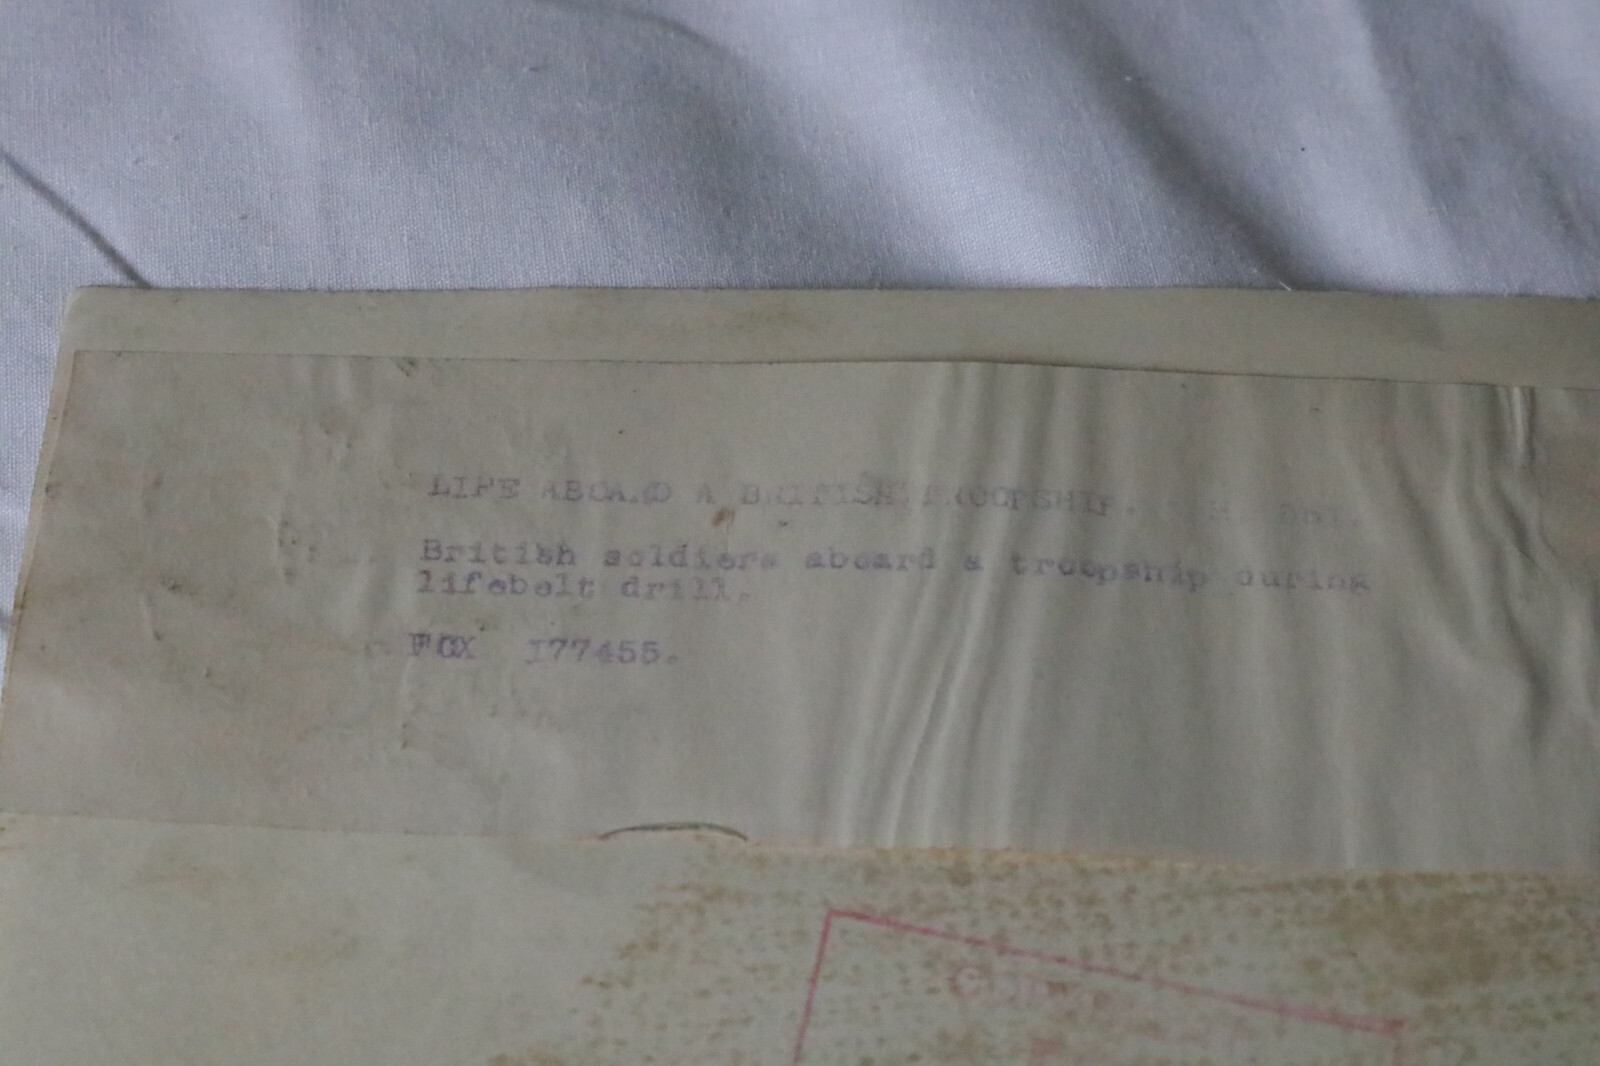 LIFE ABOARD A BRITISH TROOPSHIP.
British soldiers aboard a troopship during
lifebelt drill.
FOX 177455.